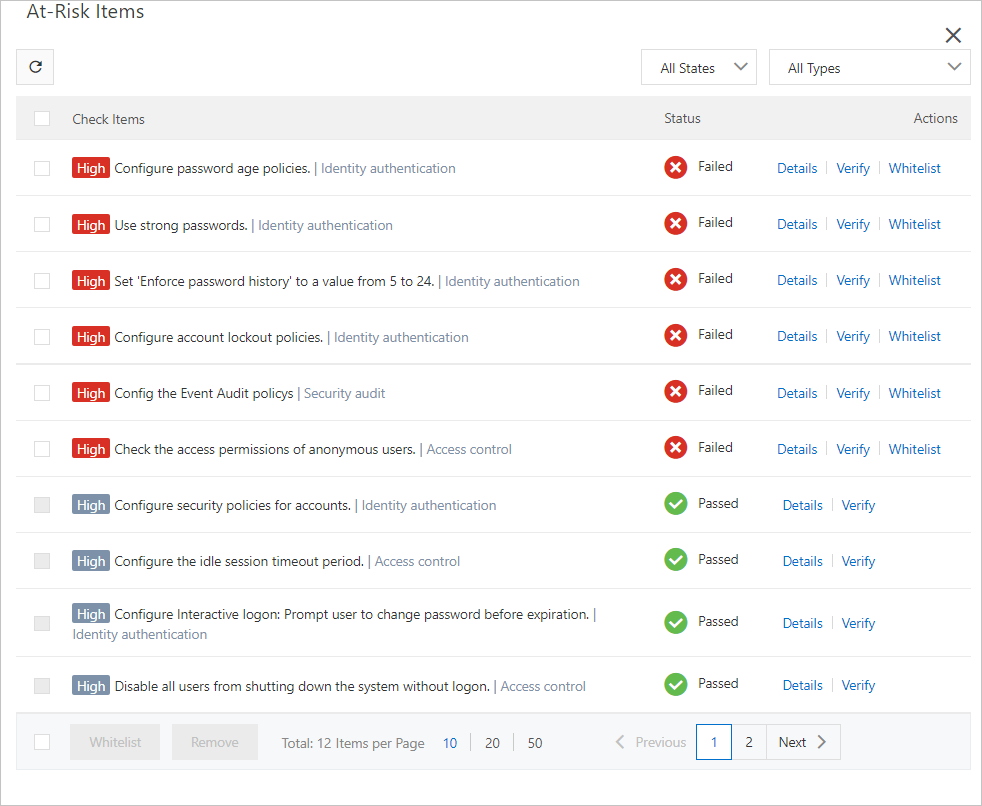 At-Risk Items
All States All Types
Check Items Status Actions
High Configure password age policies. | Identity authentication Failed Details Verify Whitelist
High Use strong passwords. | Identity authentication Failed Details Verify Whitelist
High Set 'Enforce password history' to a value from 5 to 24. | Identity authentication Failed Details Verify Whitelist
High Configure account lockout policies. | Identity authentication Failed Details Verify Whitelist
High Config the Event Audit policys | Security audit Failed Details Verify Whitelist
High Check the access permissions of anonymous users. | Access control Failed Details Verify Whitelist
High Configure security policies for accounts. | Identity authentication Passed Details Verify
High Configure the idle session timeout period. | Access control Passed Details Verify
High Configure Interactive logon: Prompt user to change password before expiration. |
Identity authentication Passed Details Verify
High Disable all users from shutting down the system without logon. | Access control Passed Details Verify
Whitelist Remove Total: 12 Items per Page 10 20 50 Previous 1 2 Next